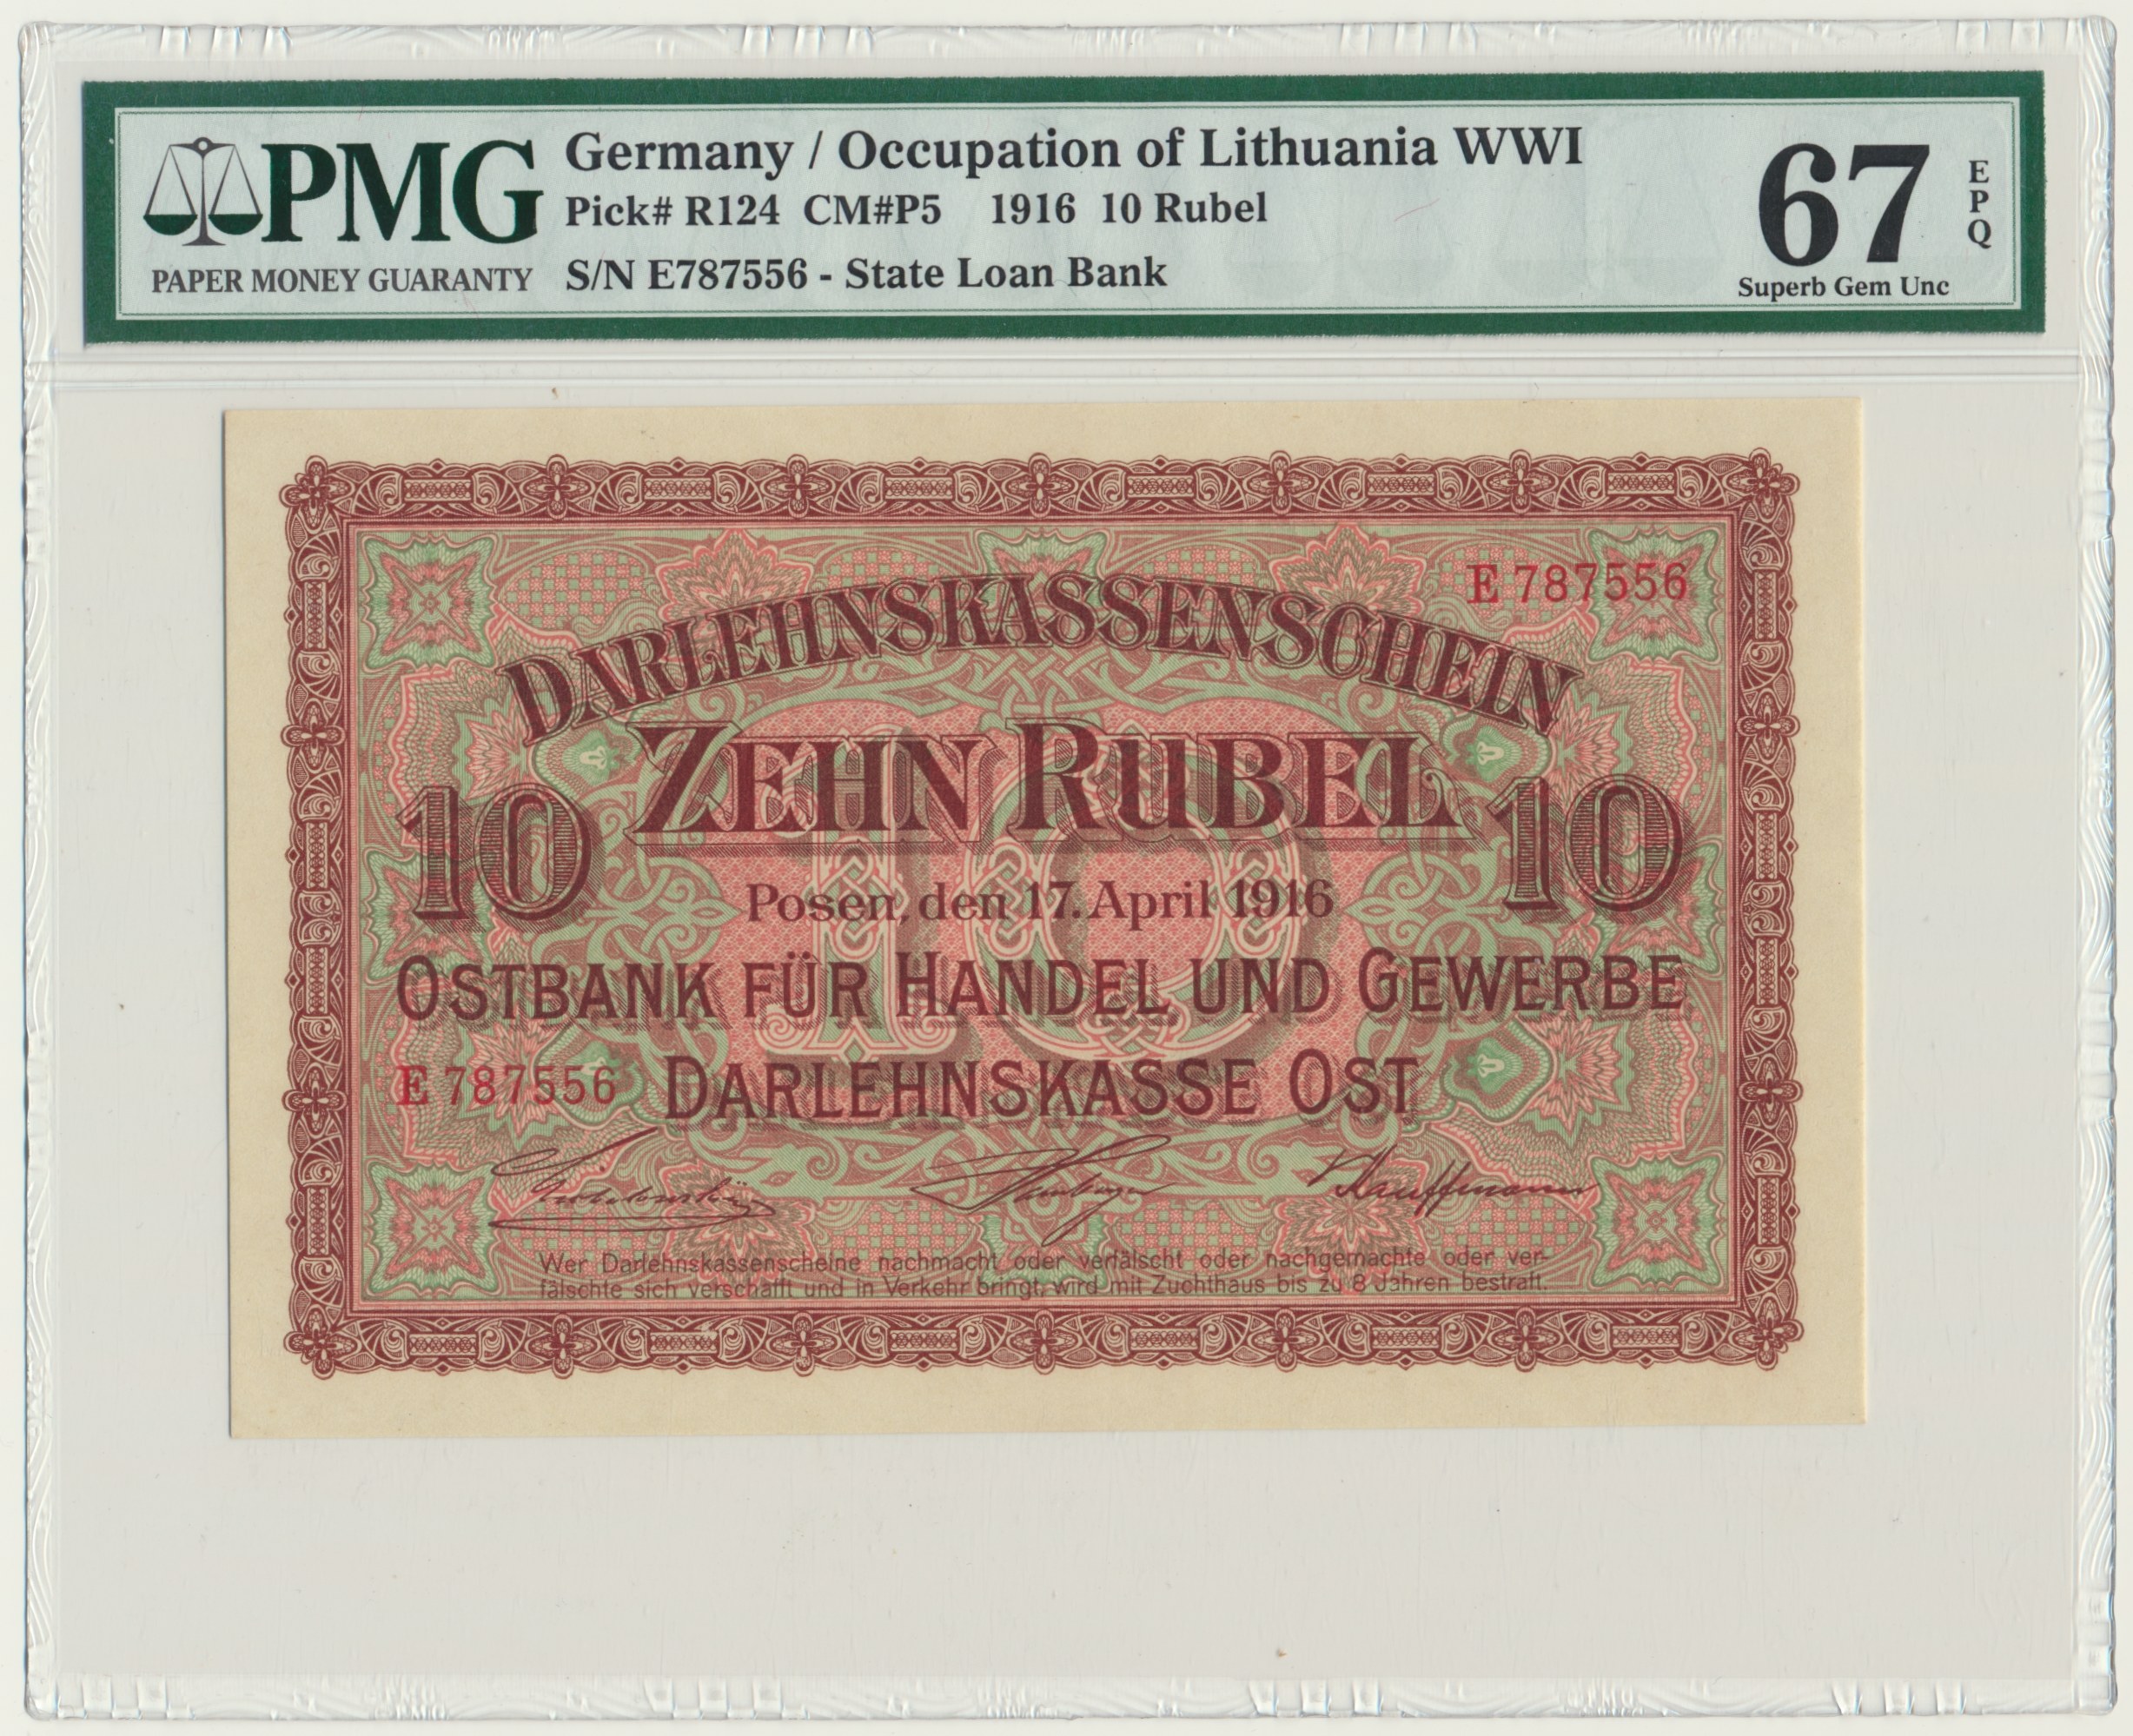 PMG
PAPER MONEY GUARANTY
Germany / Occupation of Lithuania WWI
Pick# R124 CM#P5 1916 10 Rubel
S/N E787556 - State Loan Bank
67
EPQ
Superb Gem Unc
E 787556
DARLEHNSKASSENSCHEIN
ZEHN RUBEL
10 10
10
Posen, den 17. April 1916
OSTBANK FÜR HANDEL UND GEWERBE
E 787556 DARLEHNSKASSE OST
Kauffmann
Wer Darlehnskassenscheine nachmacht oder verfälscht oder nachgemachte oder ver-
fälschte sich verschafft und in Verkehr bringt, wird mit Zuchthaus bis zu 8 Jahren bestraft.